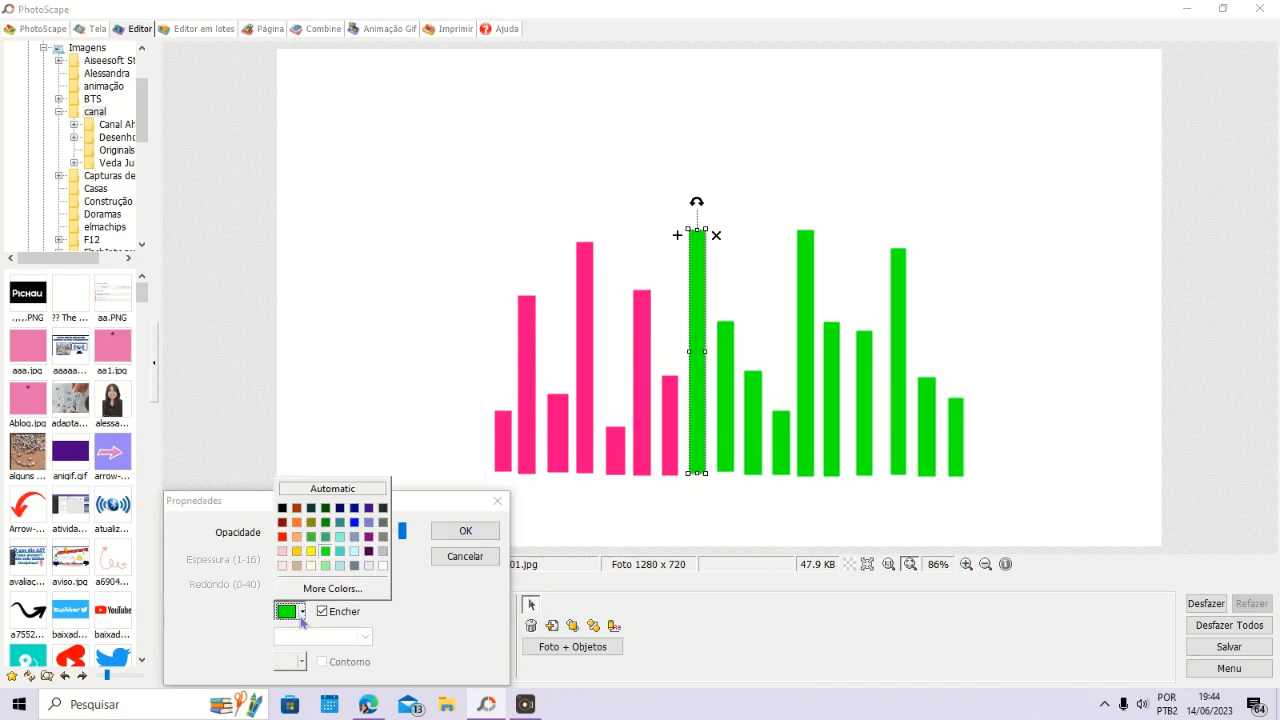 PhotoScape
PhotoScape
Tela
Editor
Editor em lotes
Página
Combine
Animação Gif
Imprimir
Ajuda
Imagens
Aiseesoft St
Alessandra
animação
BTS
canal
Canal Ah
Desenho
Originals
Veda Ju
Capturas de
Casas
Construção
Doramas
elmachips
F12
PICHAU
.,.,.,.PNG
?? The ...
aa.PNG
aaa.jpg
aaaaa...
aa1.jpg
Ablog.jpg
adapta...
alessa...
alguns ...
anigif.gif
arrow-...
Arrow-...
ativida...
atualiz...
avaliac...
aviso.jpg
a6904...
Twitter
YouTube
a7552...
baixad...
baixad...
Propriedades
Automatic
Opacidade
OK
Espessura (1-16)
Cancelar
Redondo (0-40)
More Colors...
Encher
Contorno
01.jpg
Foto 1280 x 720
47.9 KB
86%
Foto + Objetos
Desfazer
Refazer
Desfazer Todos
Salvar
Menu
Pesquisar
13
POR
PTB2
19:44
14/06/2023
64